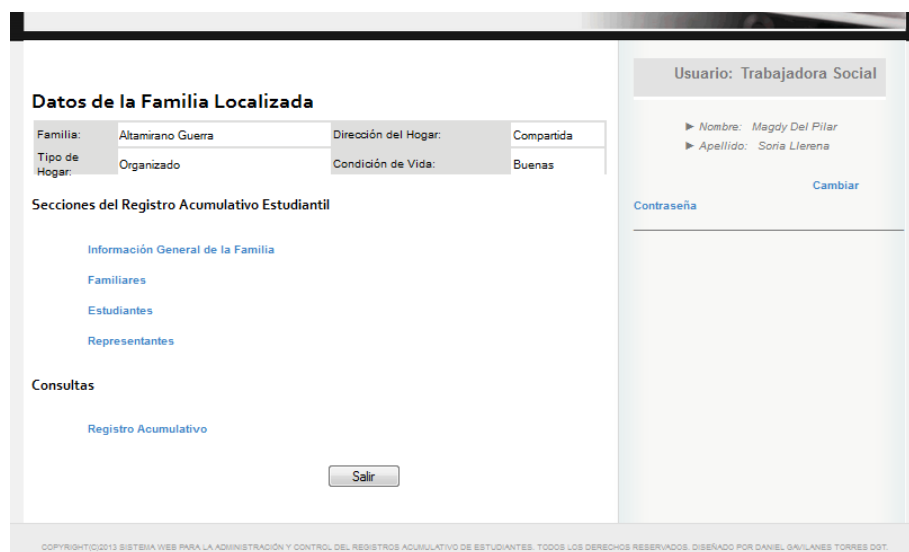 Usuario: Trabajadora Social
Datos de la Familia Localizada
Familia: Altamirano Guerra Dirección del Hogar: Compartida
Tipo de Hogar: Organizado Condición de Vida: Buenas
► Nombre: Magdy Del Pilar
► Apellido: Soria Llerena
Cambiar
Contraseña
Secciones del Registro Acumulativo Estudiantil
Información General de la Familia
Familiares
Estudiantes
Representantes
Consultas
Registro Acumulativo
Salir
COPYRIGHT(C)2013 SISTEMA WEB PARA LA ADMINISTRACIÓN Y CONTROL DEL REGISTROS ACUMULATIVO DE ESTUDIANTES. TODOS LOS DERECHOS RESERVADOS. DISEÑADO POR DANIEL GAVILANES TORRES DGT.